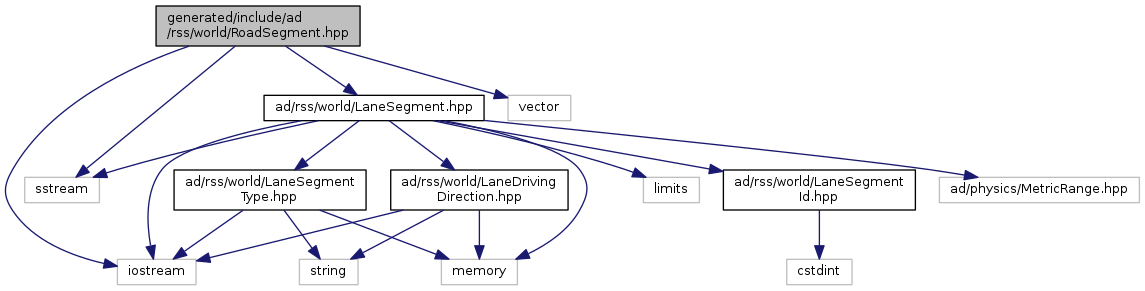 generated/include/ad
/rss/world/RoadSegment.hpp
ad/rss/world/LaneSegment.hpp
vector
sstream
ad/rss/world/LaneSegment
Type.hpp
ad/rss/world/LaneDriving
Direction.hpp
limits
ad/rss/world/LaneSegment
Id.hpp
ad/physics/MetricRange.hpp
iostream
string
memory
cstdint